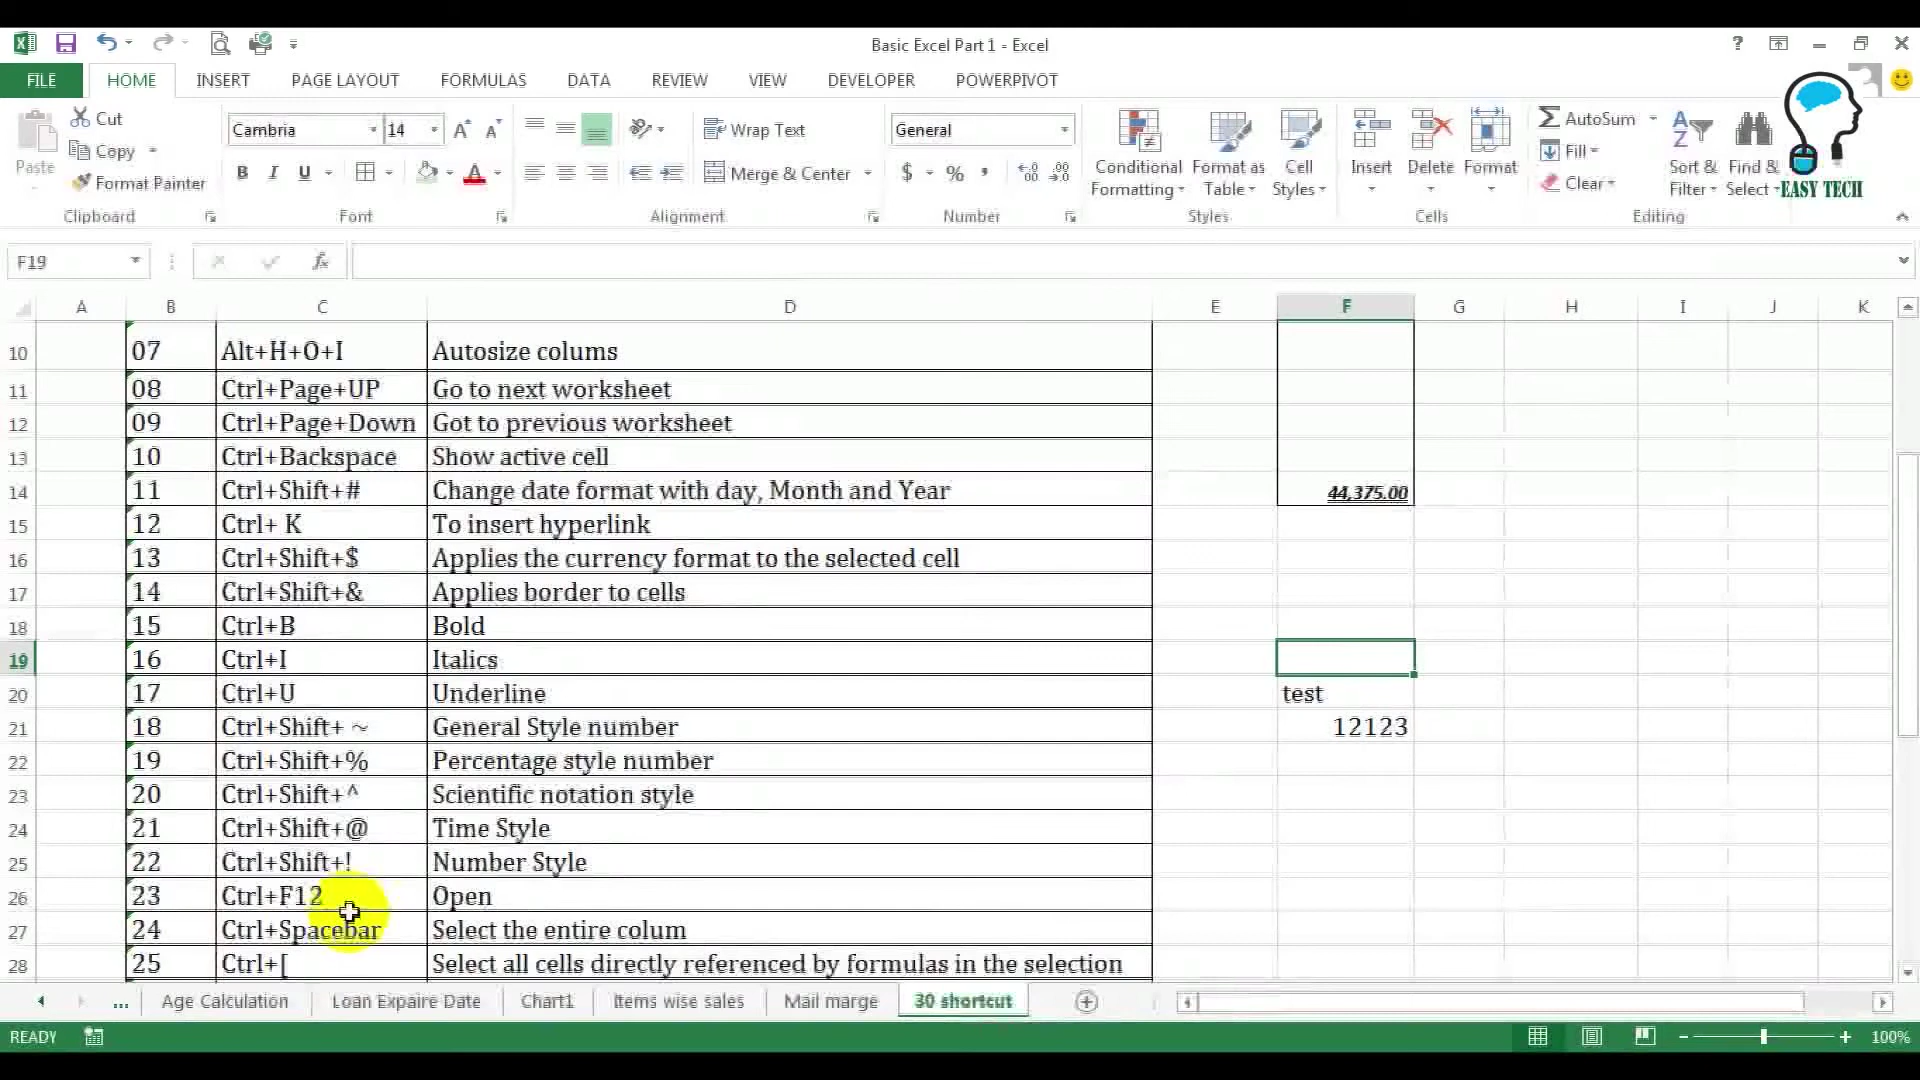 Basic Excel Part 1 - Excel
?
FILE HOME INSERT PAGE LAYOUT FORMULAS DATA REVIEW VIEW DEVELOPER POWERPIVOT
Paste
Cut
Copy
Format Painter
Clipboard
Cambria 14
B I U A
Font
Wrap Text
Merge & Center
Alignment
General
$ % ,
Number
Conditional Formatting
Format as Table
Cell Styles
Styles
Insert
Delete
Format
Cells
AutoSum
Fill
Clear
Sort & Filter
Find & Select
Editing
EASY TECH
F19 fx
A B C D E F G H I J K
10 07 Alt+H+O+I Autosize colums
11 08 Ctrl+Page+UP Go to next worksheet
12 09 Ctrl+Page+Down Got to previous worksheet
13 10 Ctrl+Backspace Show active cell
14 11 Ctrl+Shift+# Change date format with day, Month and Year 44,375.00
15 12 Ctrl+ K To insert hyperlink
16 13 Ctrl+Shift+$ Applies the currency format to the selected cell
17 14 Ctrl+Shift+& Applies border to cells
18 15 Ctrl+B Bold
19 16 Ctrl+I Italics
20 17 Ctrl+U Underline test
21 18 Ctrl+Shift+ ~ General Style number 12123
22 19 Ctrl+Shift+% Percentage style number
23 20 Ctrl+Shift+^ Scientific notation style
24 21 Ctrl+Shift+@ Time Style
25 22 Ctrl+Shift+! Number Style
26 23 Ctrl+F12 Open
27 24 Ctrl+Spacebar Select the entire colum
28 25 Ctrl+[ Select all cells directly referenced by formulas in the selection
... Age Calculation Loan Expaire Date Chart1 Items wise sales Mail marge 30 shortcut
READY 100%